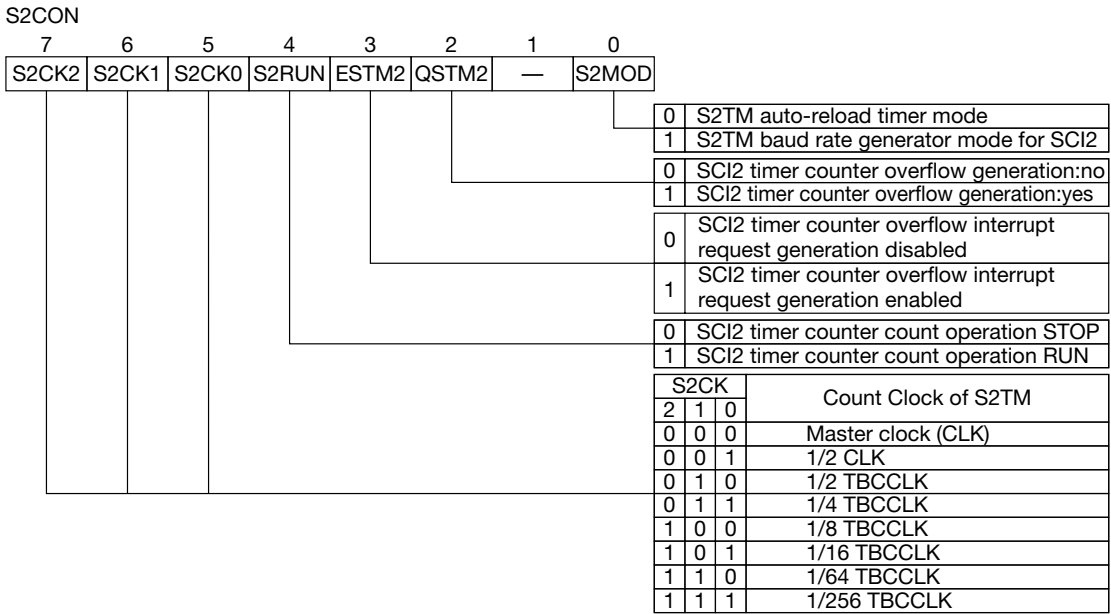 S2CON
7 6 5 4 3 2 1 0
S2CK2 S2CK1 S2CK0 S2RUN ESTM2 QSTM2 — S2MOD
0 S2TM auto-reload timer mode
1 S2TM baud rate generator mode for SCI2
0 SCI2 timer counter overflow generation:no
1 SCI2 timer counter overflow generation:yes
0 SCI2 timer counter overflow interrupt
request generation disabled
1 SCI2 timer counter overflow interrupt
request generation enabled
0 SCI2 timer counter count operation STOP
1 SCI2 timer counter count operation RUN
S2CK Count Clock of S2TM
2 1 0
0 0 0 Master clock (CLK)
0 0 1 1/2 CLK
0 1 0 1/2 TBCCLK
0 1 1 1/4 TBCCLK
1 0 0 1/8 TBCCLK
1 0 1 1/16 TBCCLK
1 1 0 1/64 TBCCLK
1 1 1 1/256 TBCCLK